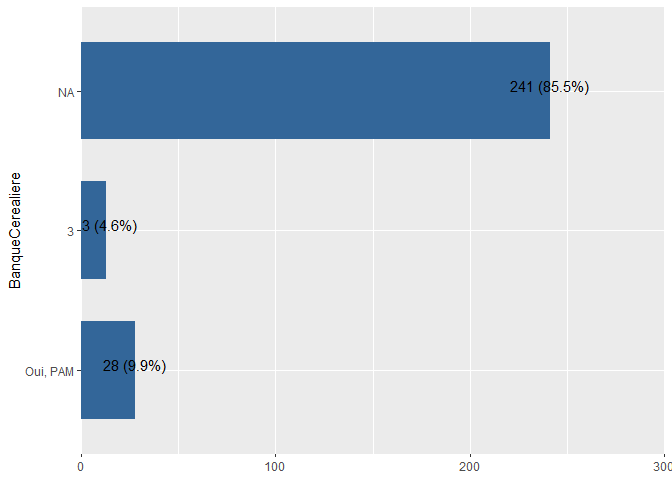 NA
241 (85.5%)
3
3 (4.6%)
Oui, PAM
28 (9.9%)
BanqueCerealiere
0
100
200
300